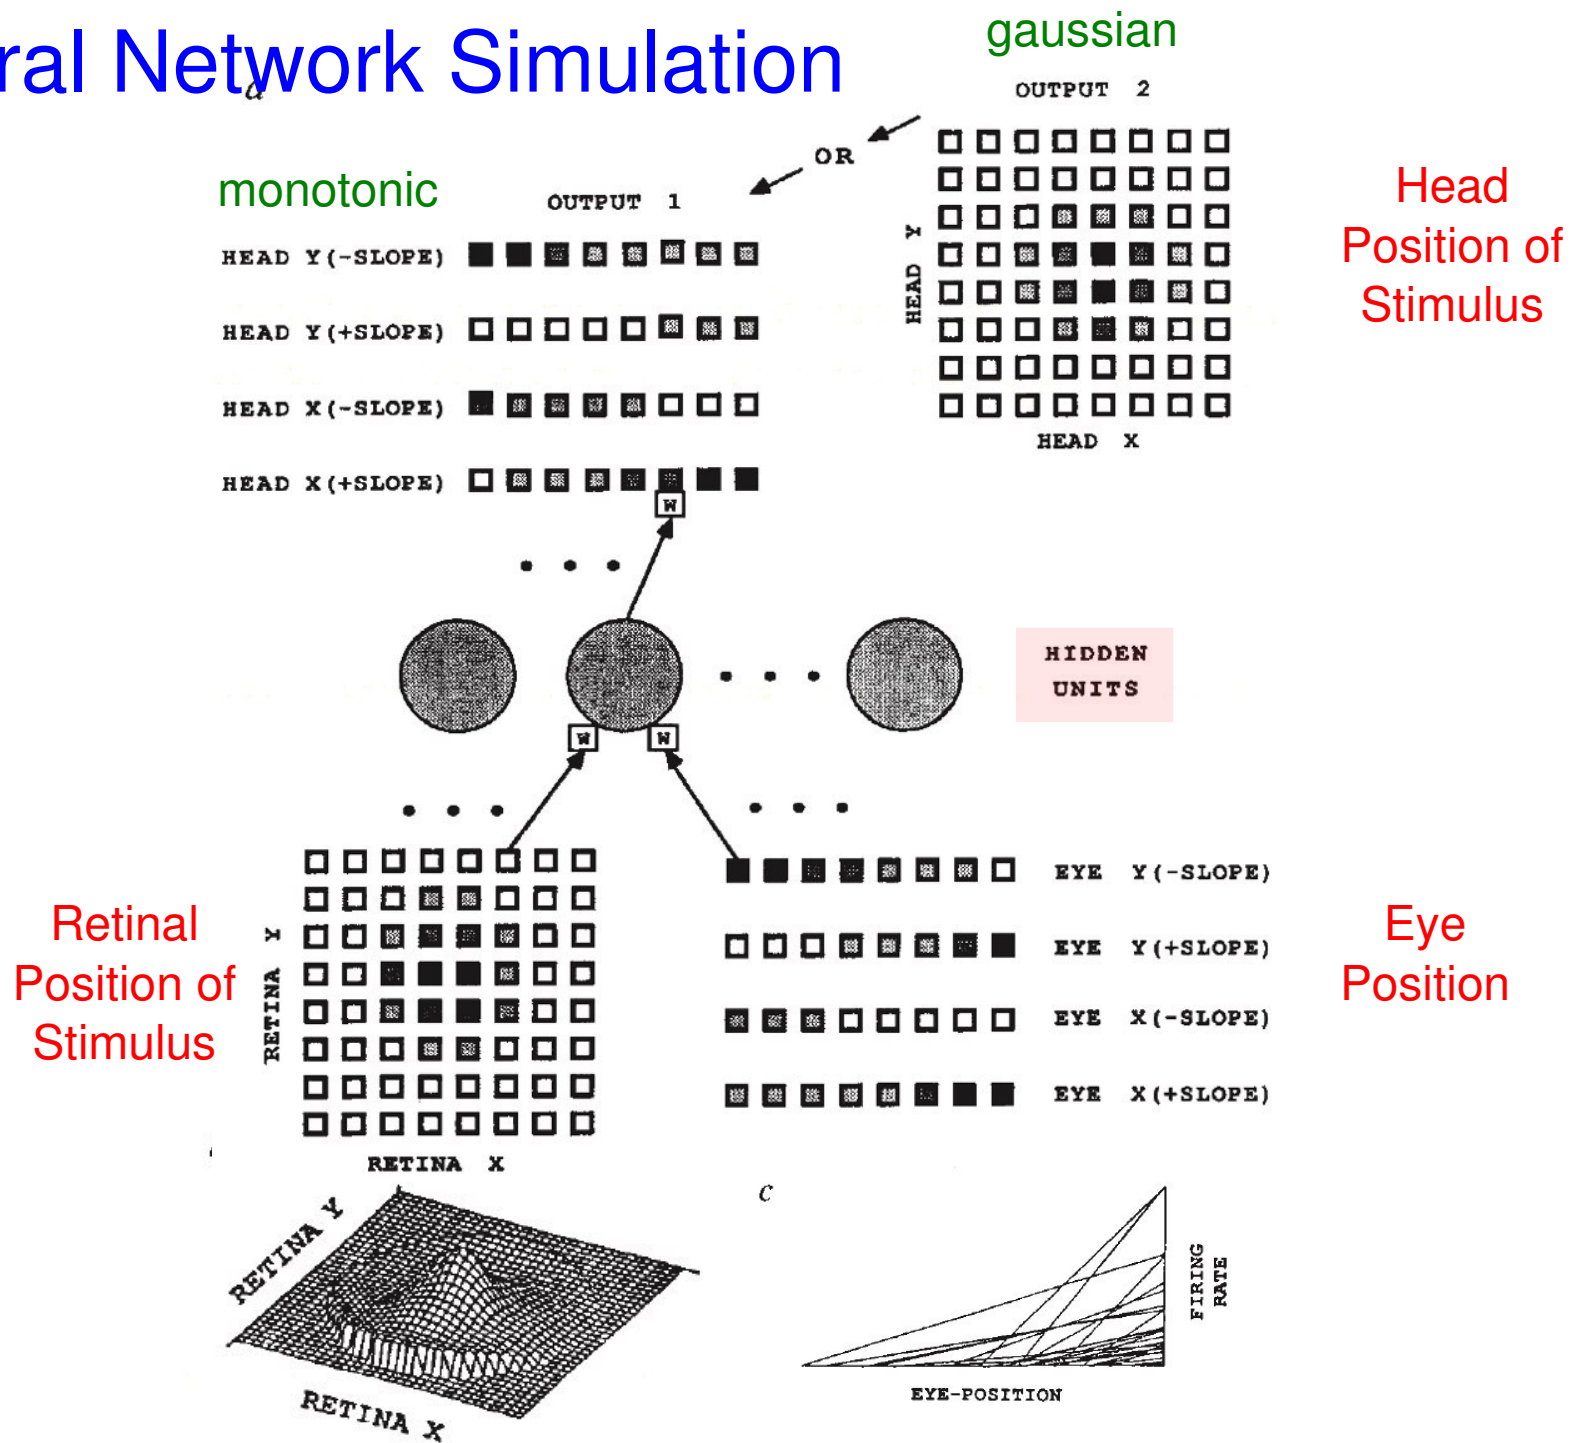 ral Network Simulation
gaussian
a
OUTPUT 2
OR
monotonic
OUTPUT 1
Head
Position of
Stimulus
HEAD Y
HEAD X
HEAD Y(-SLOPE)
HEAD Y(+SLOPE)
HEAD X(-SLOPE)
HEAD X(+SLOPE)
W
HIDDEN
UNITS
W W
Retinal
Position of
Stimulus
RETINA Y
RETINA X
EYE Y(-SLOPE)
EYE Y(+SLOPE)
EYE X(-SLOPE)
EYE X(+SLOPE)
Eye
Position
RETINA Y
RETINA X
c
FIRING
RATE
EYE-POSITION